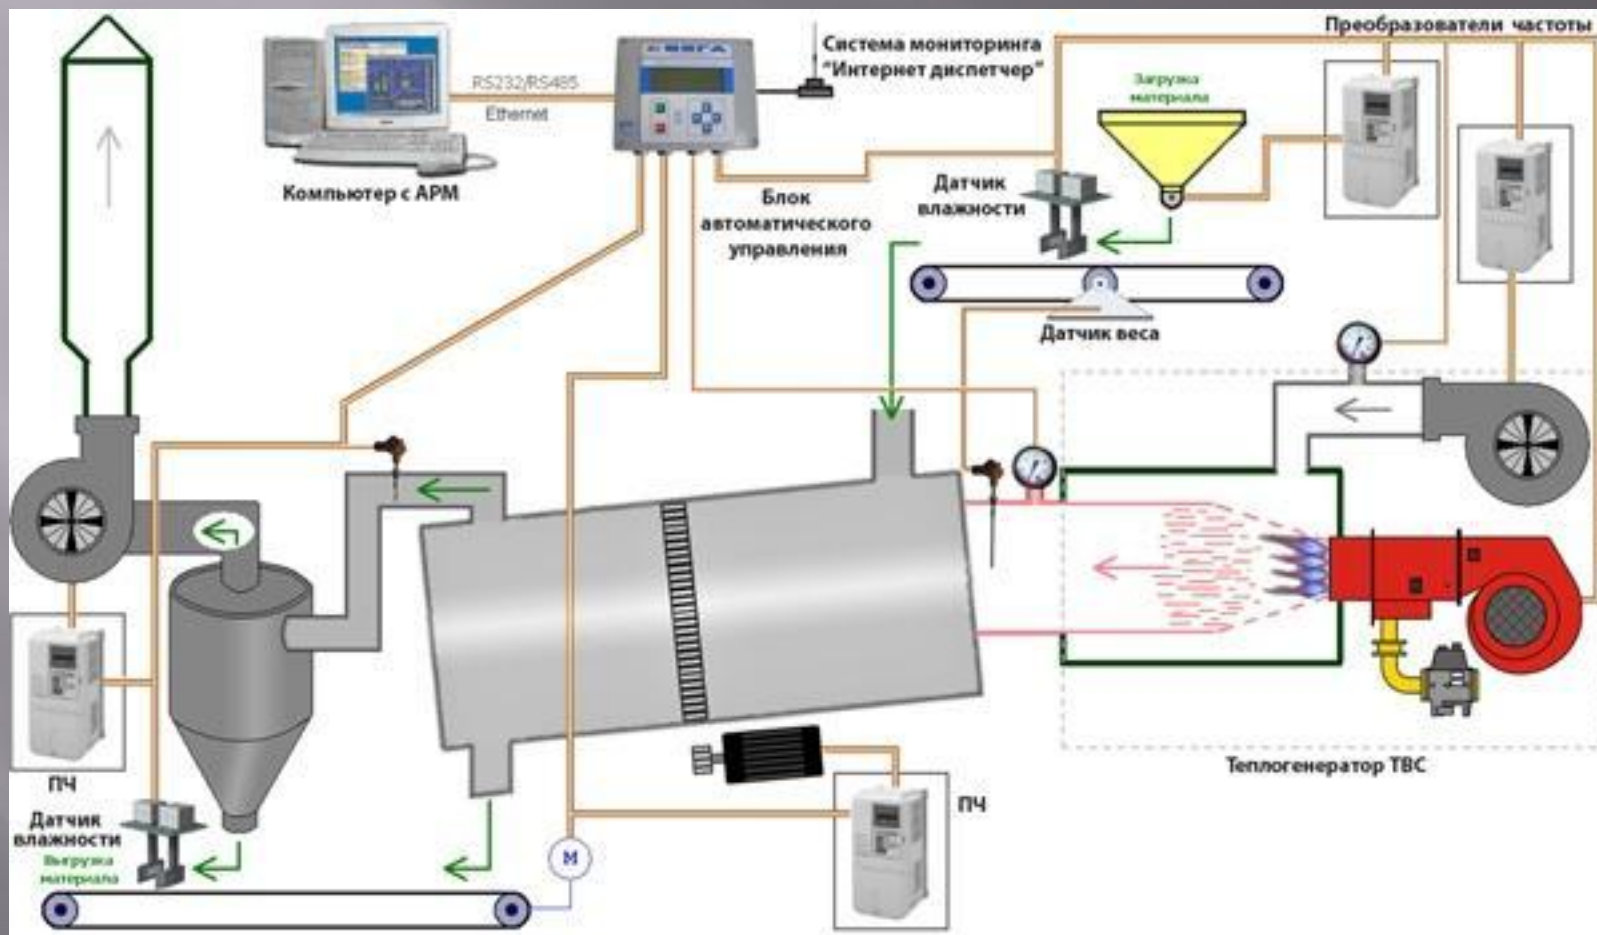 Преобразователи частоты
Система мониторинга
"Интернет диспетчер"
RS232/RS485
Ethernet
ВЕГА
Загрузка
материала
Компьютер с АРМ
Блок
автоматического
управления
Датчик
влажности
Датчик веса
Теплогенератор ТВС
ПЧ
ПЧ
Датчик
влажности
Выгрузка
материала
М